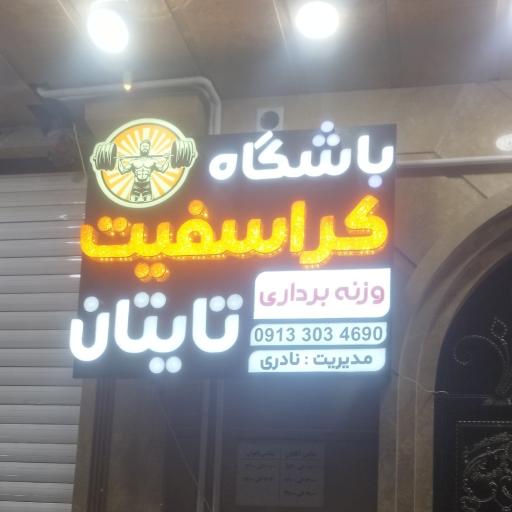 باشگاه
کراسفیت
تایتان
وزنه برداری
0913 303 4690
مدیریت : نادری